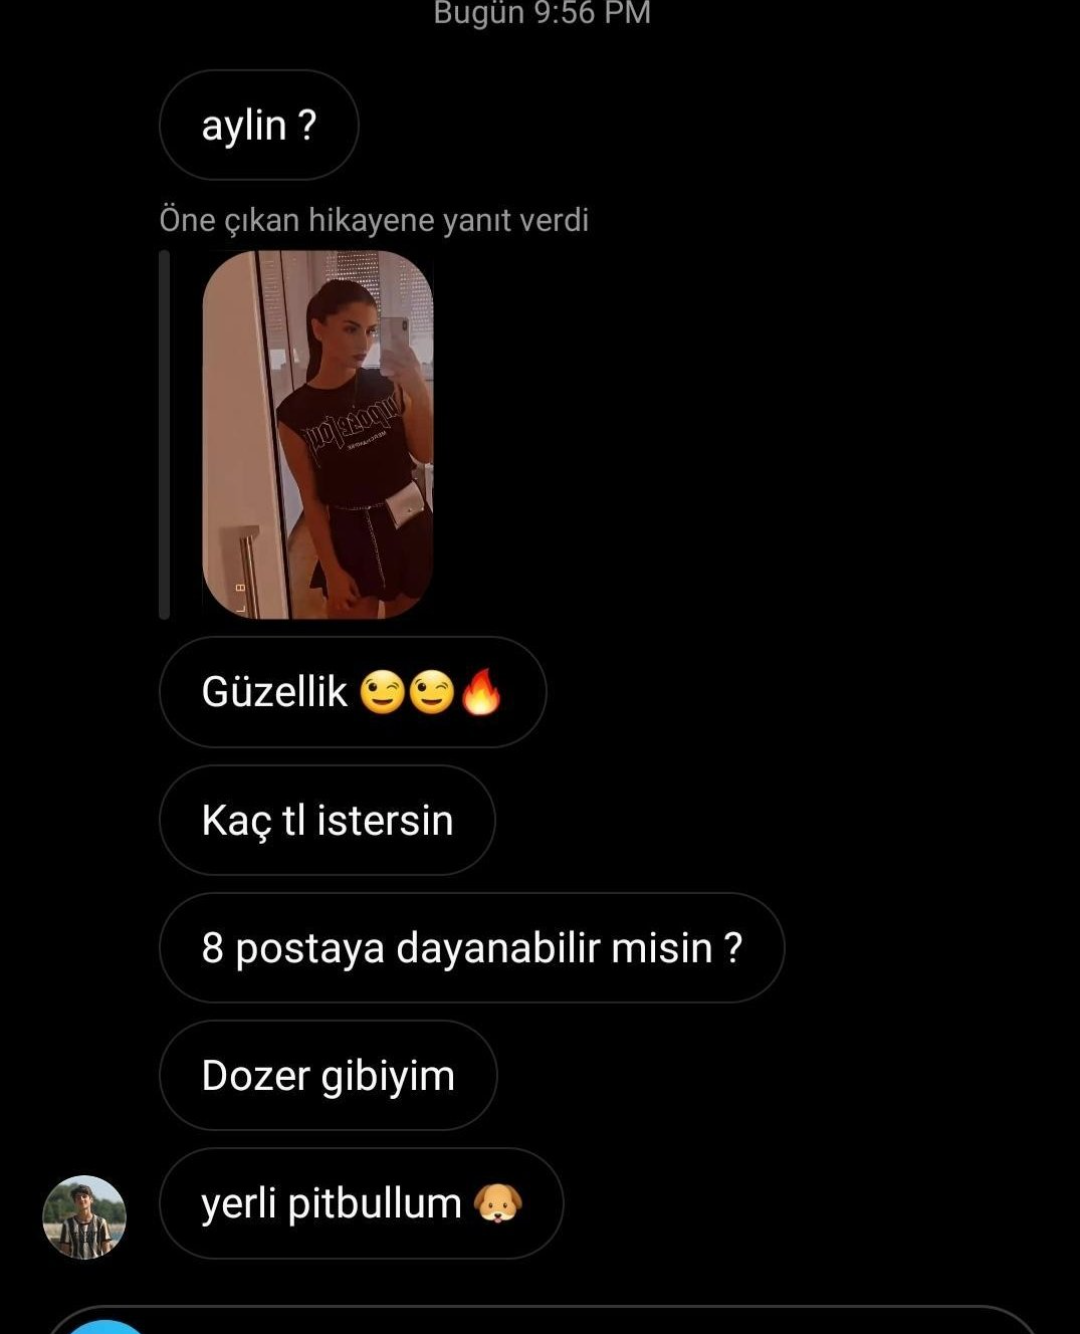 Bugün 9:56 PM
aylin ?
Öne çıkan hikayene yanıt verdi
Güzellik 😉😉🔥
Kaç tl istersin
8 postaya dayanabilir misin ?
Dozer gibiyim
yerli pitbullum 🐶